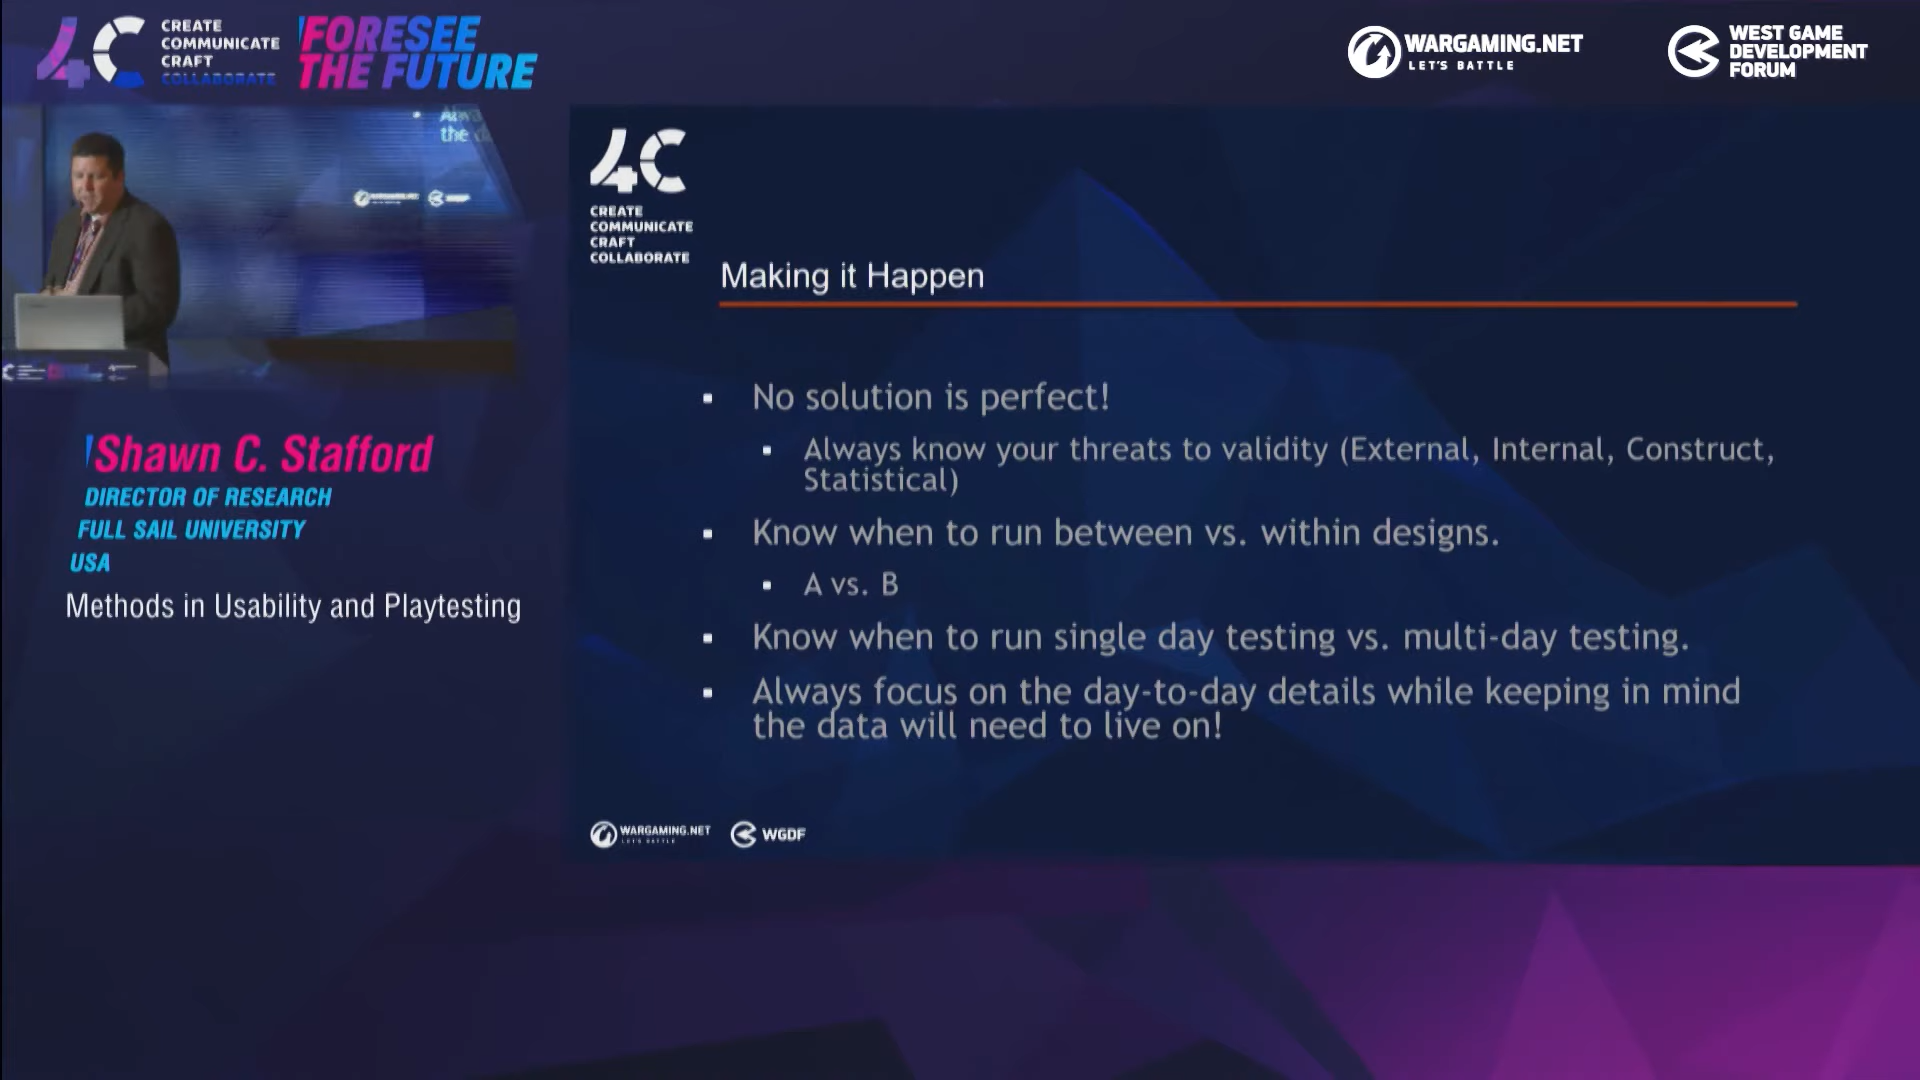 4C
CREATE
COMMUNICATE
CRAFT
COLLABORATE
FORESEE
THE FUTURE
WARGAMING.NET
LET'S BATTLE
WEST GAME
DEVELOPMENT
FORUM
the
Shawn C. Stafford
DIRECTOR OF RESEARCH
FULL SAIL UNIVERSITY
USA
Methods in Usability and Playtesting
4C
CREATE
COMMUNICATE
CRAFT
COLLABORATE
Making it Happen
▪ No solution is perfect!
▪ Always know your threats to validity (External, Internal, Construct,
Statistical)
▪ Know when to run between vs. within designs.
▪ A vs. B
▪ Know when to run single day testing vs. multi-day testing.
▪ Always focus on the day-to-day details while keeping in mind
the data will need to live on!
WARGAMING.NET
LET'S BATTLE
WGDF